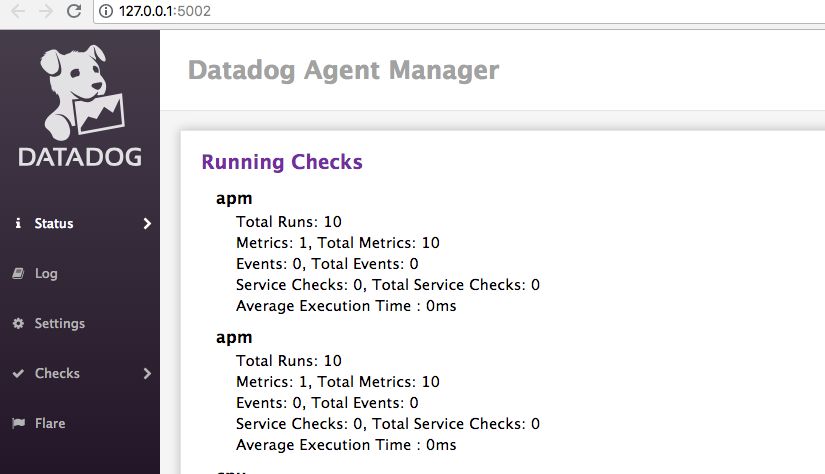 127.0.0.1:5002
DATADOG
Status
Log
Settings
Checks
Flare
Datadog Agent Manager
Running Checks
apm
Total Runs: 10
Metrics: 1, Total Metrics: 10
Events: 0, Total Events: 0
Service Checks: 0, Total Service Checks: 0
Average Execution Time : 0ms
apm
Total Runs: 10
Metrics: 1, Total Metrics: 10
Events: 0, Total Events: 0
Service Checks: 0, Total Service Checks: 0
Average Execution Time : 0ms